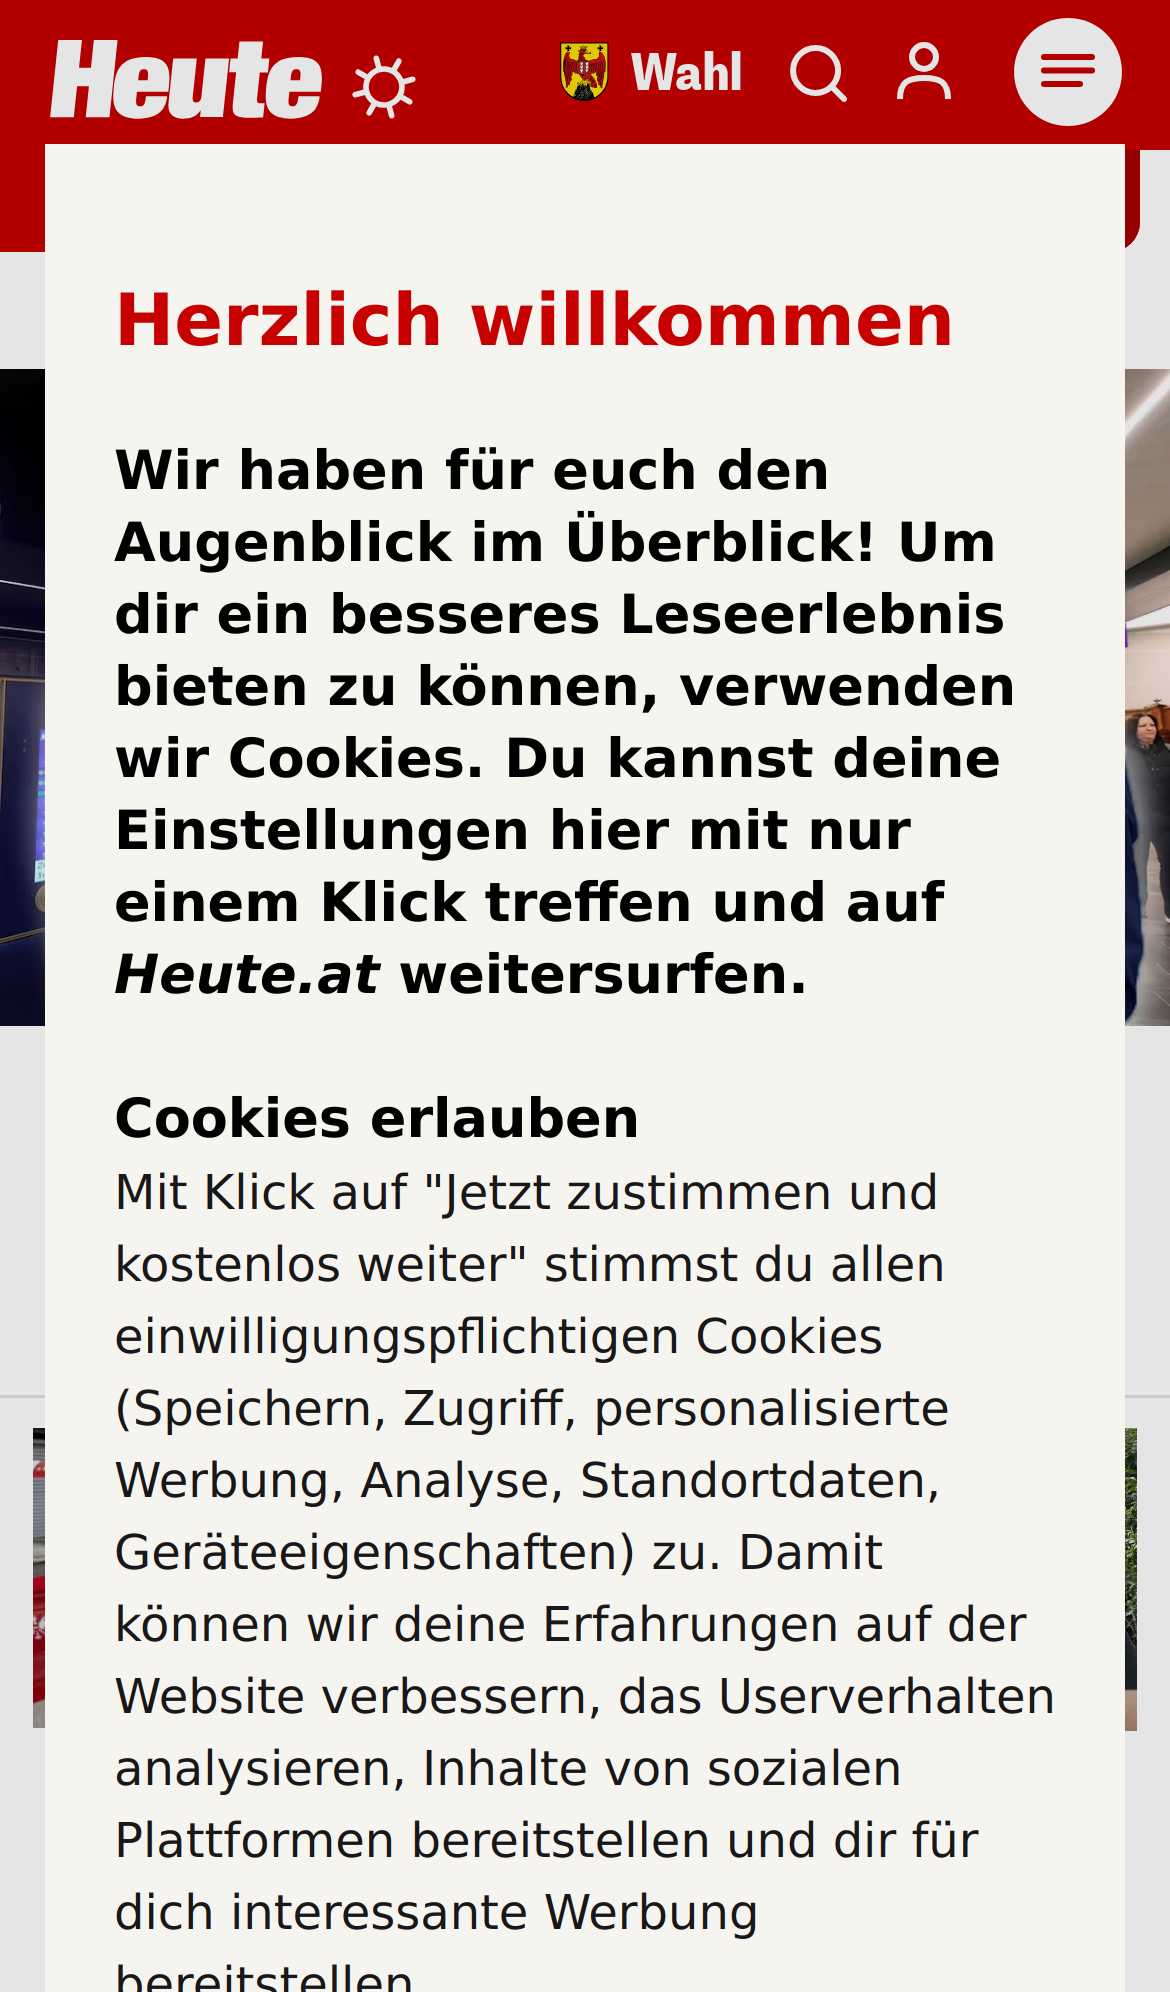 Heute
Wahl
Herzlich willkommen
Wir haben für euch den
Augenblick im Überblick! Um
dir ein besseres Leseerlebnis
bieten zu können, verwenden
wir Cookies. Du kannst deine
Einstellungen hier mit nur
einem Klick treffen und auf
Heute.at weitersurfen.
Cookies erlauben
Mit Klick auf "Jetzt zustimmen und
kostenlos weiter" stimmst du allen
einwilligungspflichtigen Cookies
(Speichern, Zugriff, personalisierte
Werbung, Analyse, Standortdaten,
Geräteeigenschaften) zu. Damit
können wir deine Erfahrungen auf der
Website verbessern, das Userverhalten
analysieren, Inhalte von sozialen
Plattformen bereitstellen und dir für
dich interessante Werbung
bereitstellen.